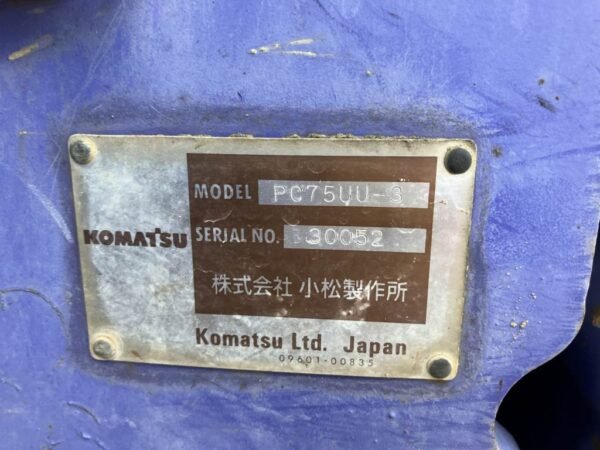 MODEL PC75UU-3
KOMATSU SERIAL NO. 30052
株式会社 小松製作所
Komatsu Ltd. Japan
09601-00835